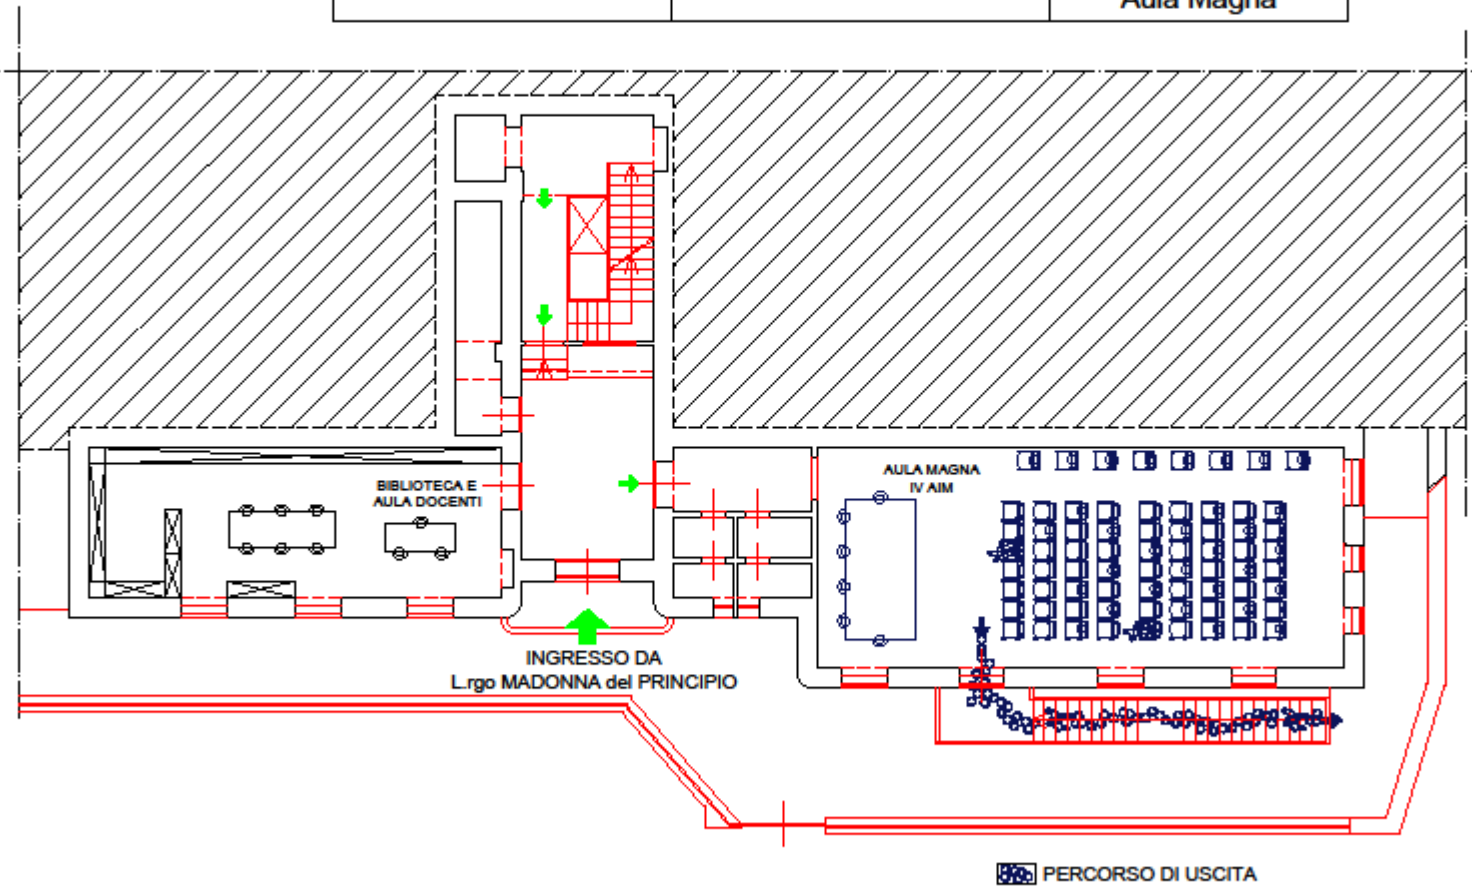 Aula Magna
BIBLIOTECA E
AULA DOCENTI
AULA MAGNA
IV AIM
INGRESSO DA
L.rgo MADONNA del PRINCIPIO
PERCORSO DI USCITA